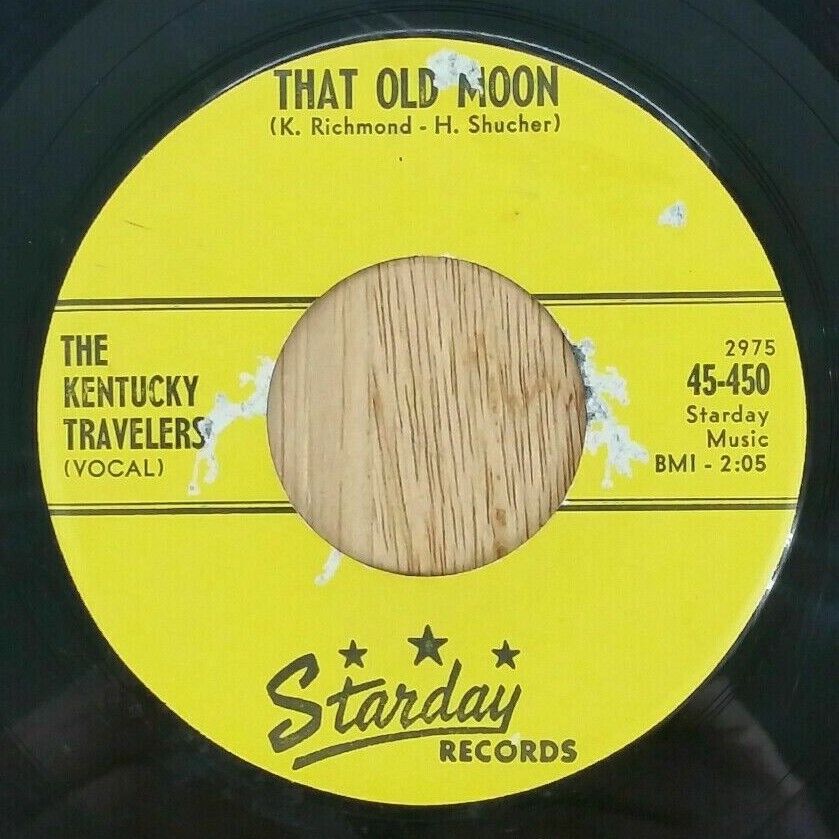 THAT OLD MOON
(K. Richmond - H. Shucher)
THE
KENTUCKY
TRAVELERS
(VOCAL)
2975
45-450
Starday
Music
BMI - 2:05
Starday
RECORDS